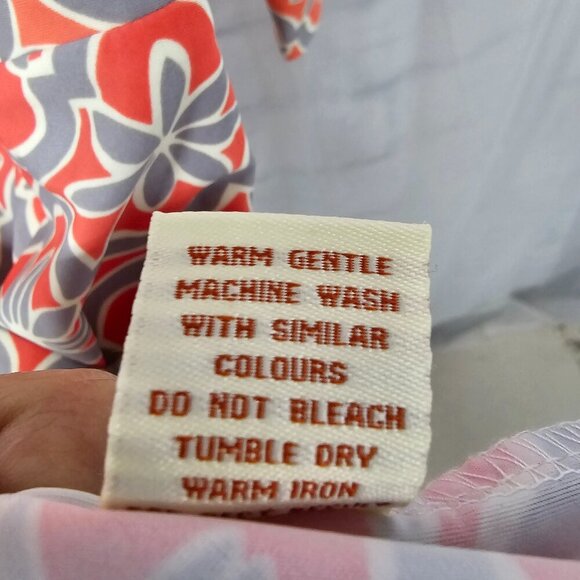 WARM GENTLE
MACHINE WASH
WITH SIMILAR
COLOURS
DO NOT BLEACH
TUMBLE DRY
WARM IRON